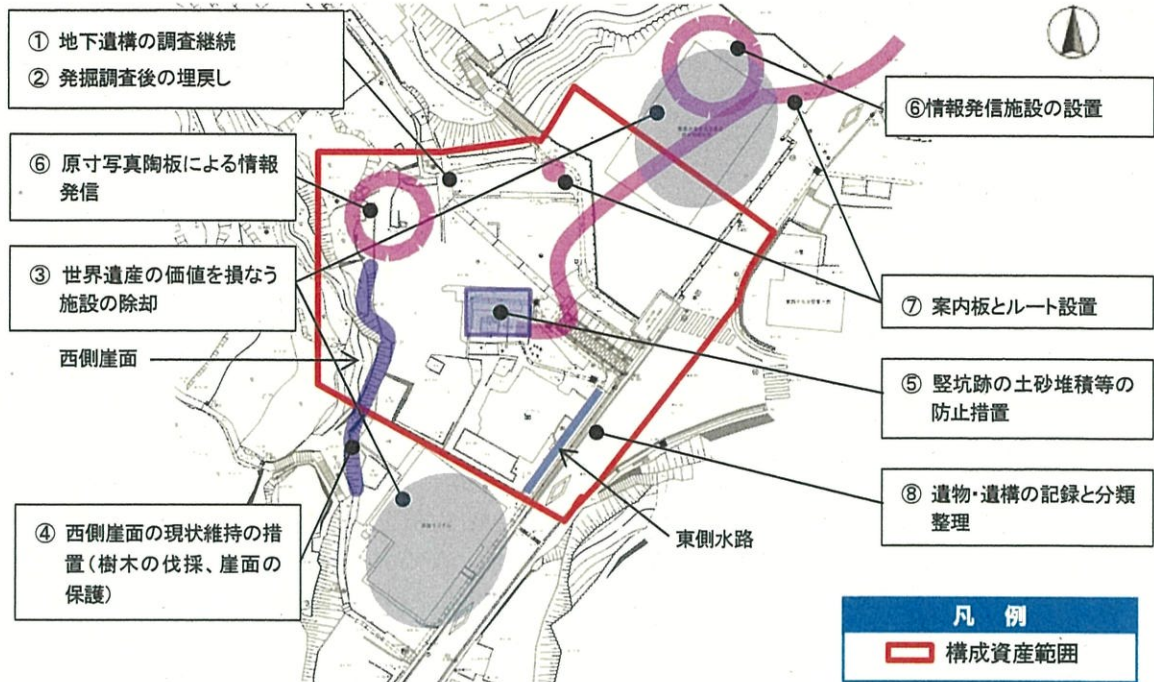 ① 地下遺構の調査継続
② 発掘調査後の埋戻し
⑥情報発信施設の設置
⑥ 原寸写真陶板による情報
発信
③ 世界遺産の価値を損なう
施設の除却
⑦ 案内板とルート設置
西側崖面
⑤ 竪坑跡の土砂堆積等の
防止措置
⑧ 遺物・遺構の記録と分類
整理
④ 西側崖面の現状維持の措
置(樹木の伐採、崖面の
保護)
東側水路
凡 例
構成資産範囲